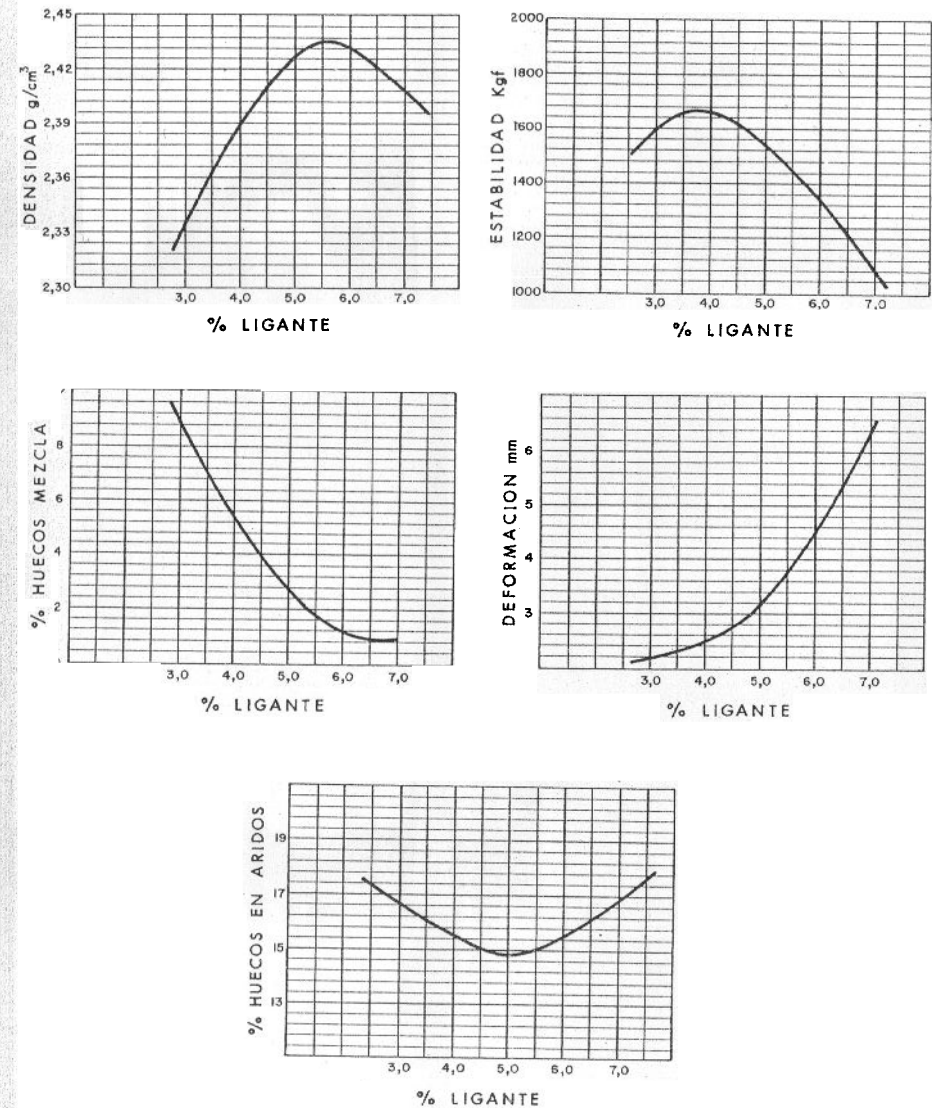 DENSIDAD g/cm³
2,45
2,42
2,39
2,36
2,33
2,30
3,0 4,0 5,0 6,0 7,0
% LIGANTE
ESTABILIDAD Kgf
2000
1800
1600
1400
1200
1000
3,0 4,0 5,0 6,0 7,0
% LIGANTE
% HUECOS MEZCLA
8
6
4
2
3,0 4,0 5,0 6,0 7,0
% LIGANTE
DEFORMACION mm
6
5
4
3
3,0 4,0 5,0 6,0 7,0
% LIGANTE
% HUECOS EN ARIDOS
19
17
15
13
3,0 4,0 5,0 6,0 7,0
% LIGANTE